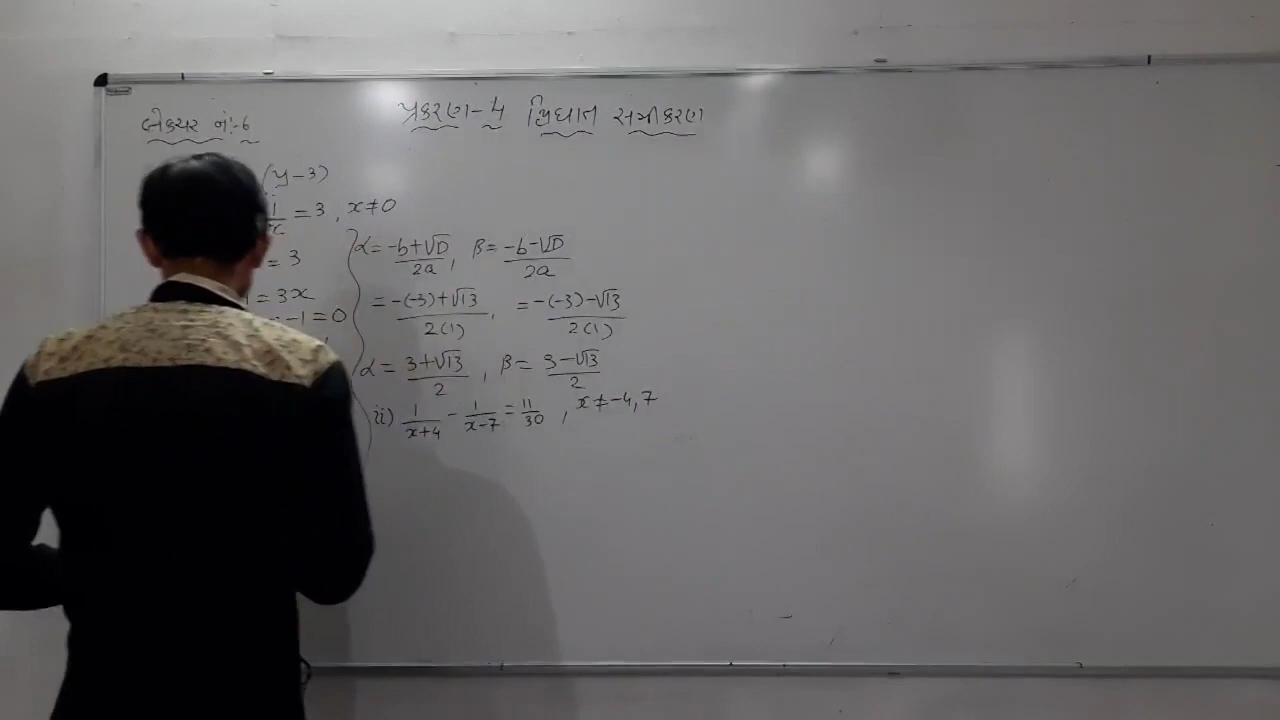 લેક્ચર નં:-6
પ્રકરણ-4 દ્વિઘાત સમીકરણ
(y-3)
1/x = 3, x≠0
= 3
1 = 3x
-1=0
α = (-b+√D)/2a, β = (-b-√D)/2a
= (-(-3)+√13)/2(1), = (-(-3)-√13)/2(1)
α = (3+√13)/2, β = (3-√13)/2
ii) 1/(x+4) - 1/(x-7) = 11/30, x≠-4,7